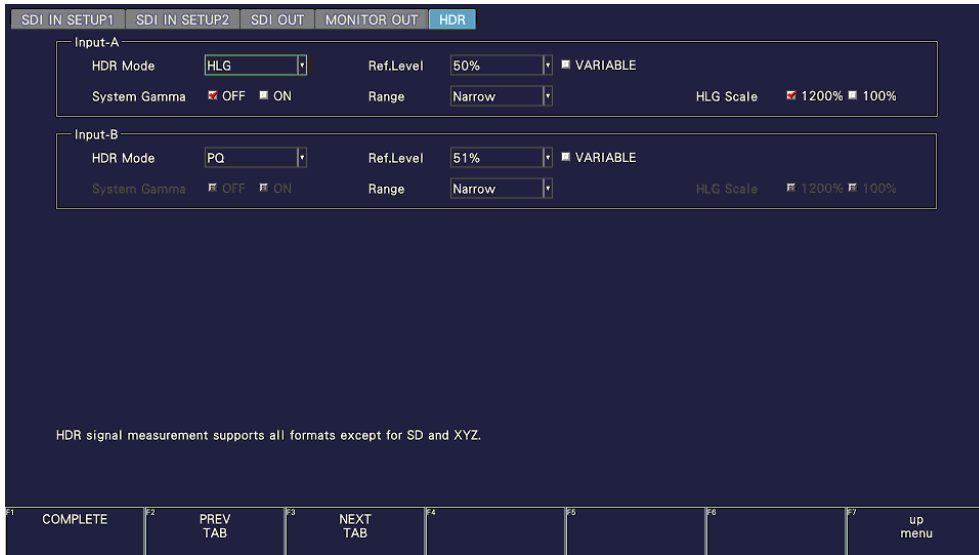 SDI IN SETUP1 SDI IN SETUP2 SDI OUT MONITOR OUT HDR
Input-A
HDR Mode HLG Ref.Level 50% VARIABLE
System Gamma OFF ON Range Narrow HLG Scale 1200% 100%
Input-B
HDR Mode PQ Ref.Level 51% VARIABLE
System Gamma OFF ON Range Narrow HLG Scale 1200% 100%
HDR signal measurement supports all formats except for SD and XYZ.
F1 COMPLETE F2 PREV TAB F3 NEXT TAB F4 F5 F6 F7 up menu